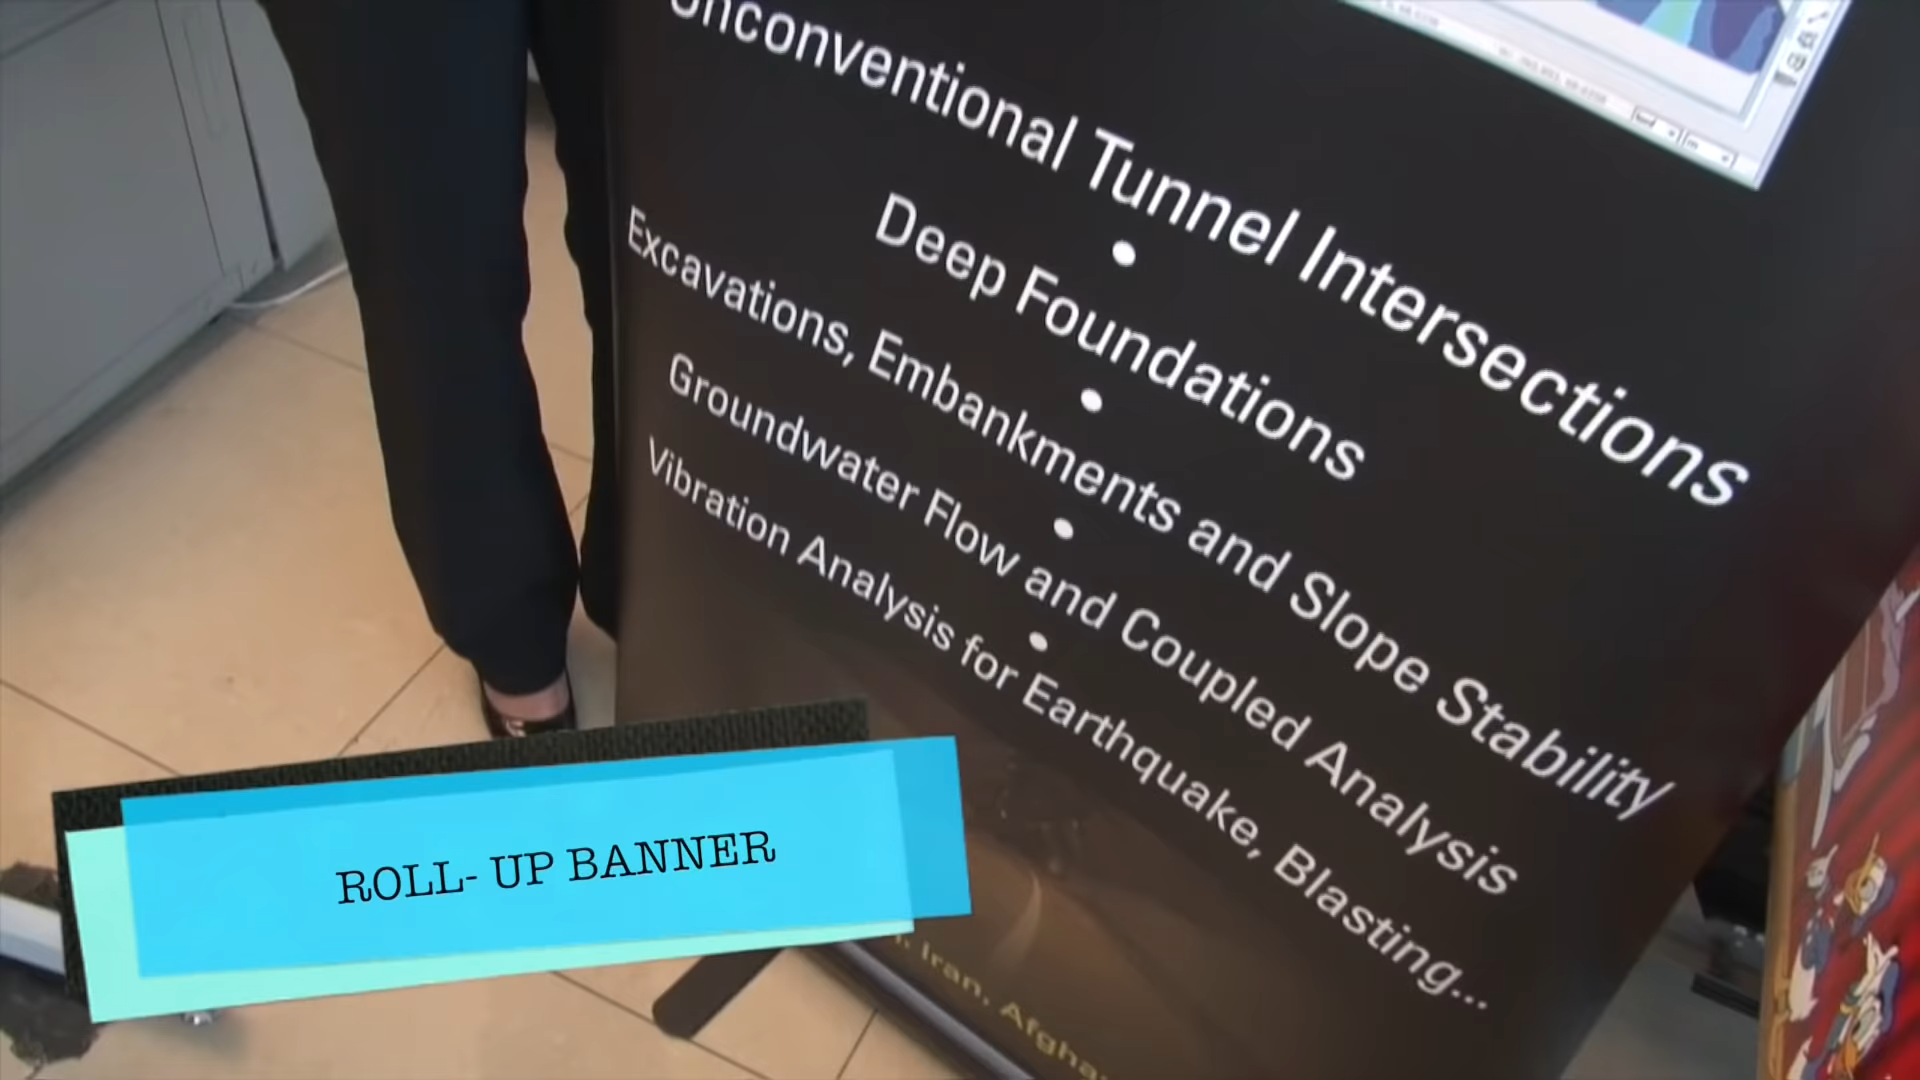 Unconventional Tunnel Intersections
•
Deep Foundations
•
Excavations, Embankments and Slope Stability
•
Groundwater Flow and Coupled Analysis
•
Vibration Analysis for Earthquake, Blasting...
Iran,
ROLL- UP BANNER